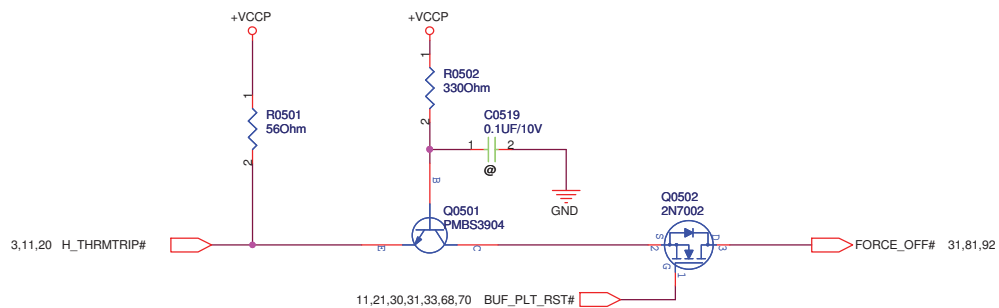 +VCCP
+VCCP
1
R0502
330Ohm
1
R0501
56Ohm
C0519
0.1UF/10V
2
2
1
2
@
B
GND
Q0501
PMBS3904
Q0502
2N7002
3,11,20 H_THRMTRIP#
E
C
S
2
D
3
FORCE_OFF# 31,81,92
G
1
11,21,30,31,33,68,70 BUF_PLT_RST#